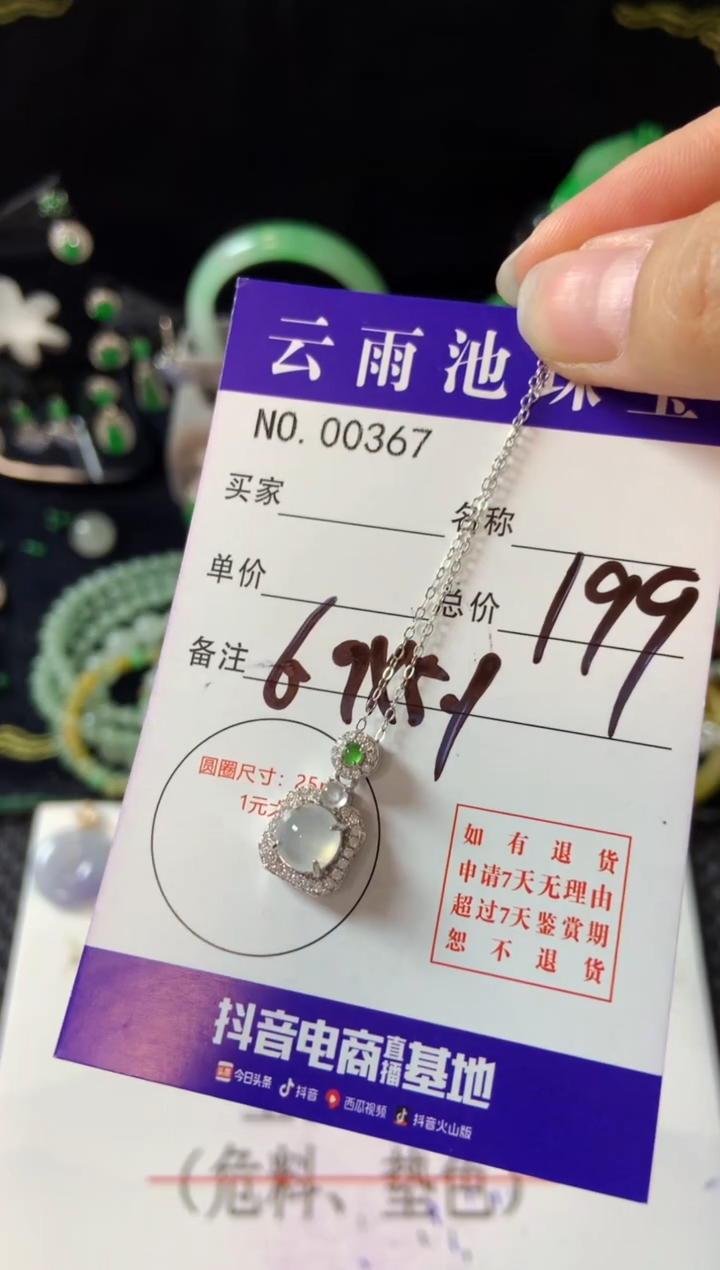 云雨池珠宝
NO. 00367
买家
名称
单价
总价 199
备注
圆圈尺寸：25
1元
如有退货
申请7天无理由
超过7天鉴赏期
恕不退货
抖音电商直播基地
今日头条 抖音 西瓜视频 抖音火山版
（危料、垫色）